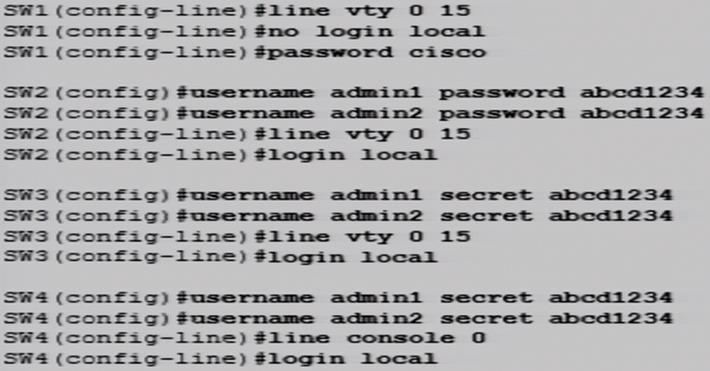 SW1(config-line)#line vty 0 15
SW1(config-line)#no login local
SW1(config-line)#password cisco
SW2(config)#username admin1 password abcd1234
SW2(config)#username admin2 password abcd1234
SW2(config-line)#line vty 0 15
SW2(config-line)#login local
SW3(config)#username admin1 secret abcd1234
SW3(config)#username admin2 secret abcd1234
SW3(config-line)#line vty 0 15
SW3(config-line)#login local
SW4(config)#username admin1 secret abcd1234
SW4(config)#username admin2 secret abcd1234
SW4(config-line)#line console 0
SW4(config-line)#login local